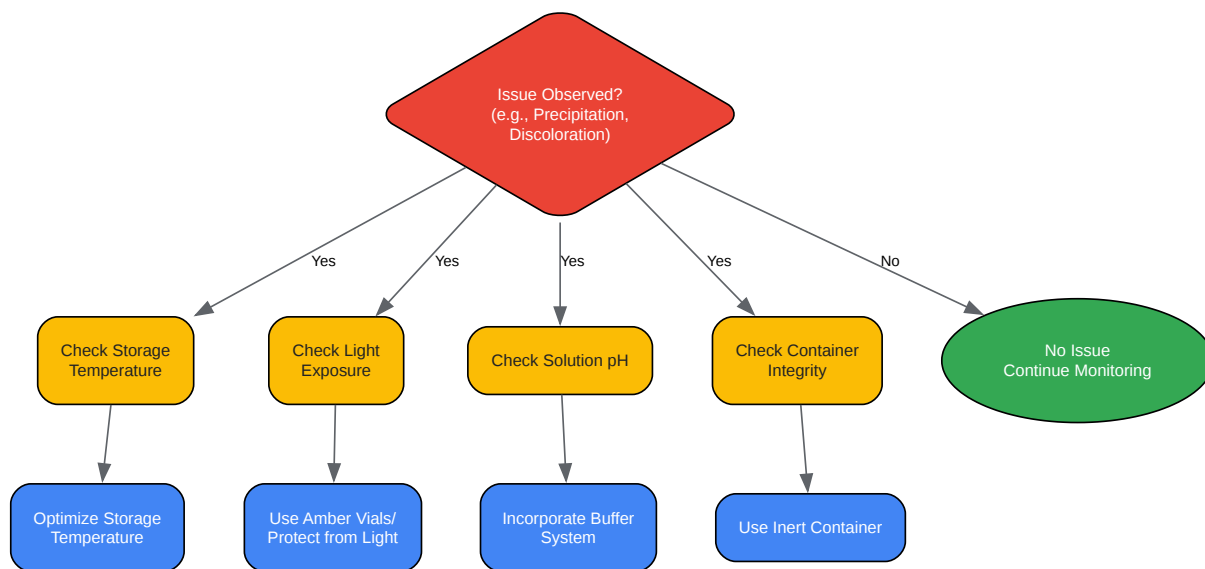 Issue Observed?
(e.g., Precipitation,
Discoloration)
Yes
Yes
Yes
Yes
No
Check Storage
Temperature
Check Light
Exposure
Check Solution pH
Check Container
Integrity
No Issue
Continue Monitoring
Optimize Storage
Temperature
Use Amber Vials/
Protect from Light
Incorporate Buffer
System
Use Inert Container